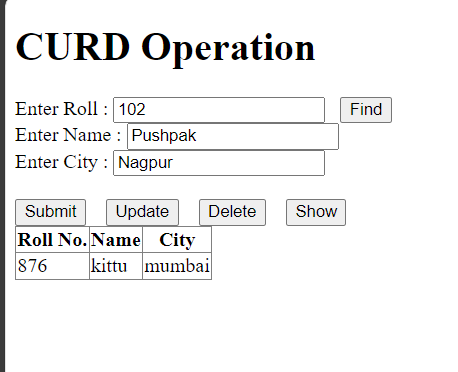 CURD Operation
Enter Roll : 102 Find
Enter Name : Pushpak
Enter City : Nagpur
Submit Update Delete Show
Roll No. Name City
876 kittu mumbai